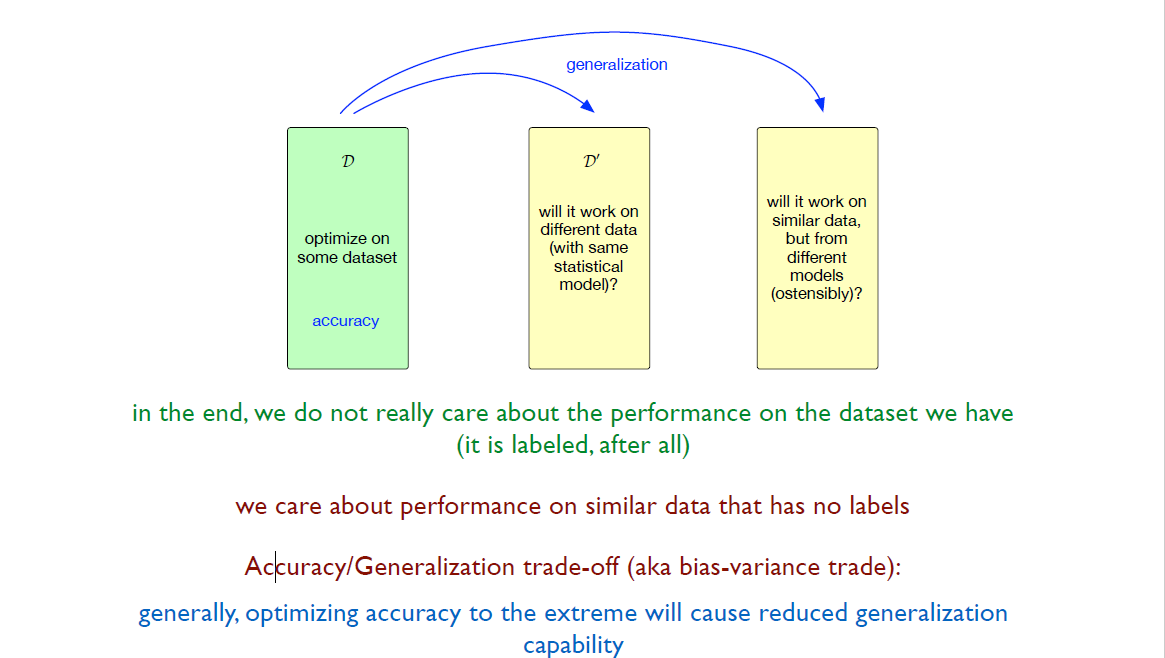 generalization
𝒟
optimize on
some dataset
accuracy
𝒟′
will it work on
different data
(with same
statistical
model)?
will it work on
similar data,
but from
different
models
(ostensibly)?
in the end, we do not really care about the performance on the dataset we have
(it is labeled, after all)
we care about performance on similar data that has no labels
Accuracy/Generalization trade-off (aka bias-variance trade):
generally, optimizing accuracy to the extreme will cause reduced generalization
capability